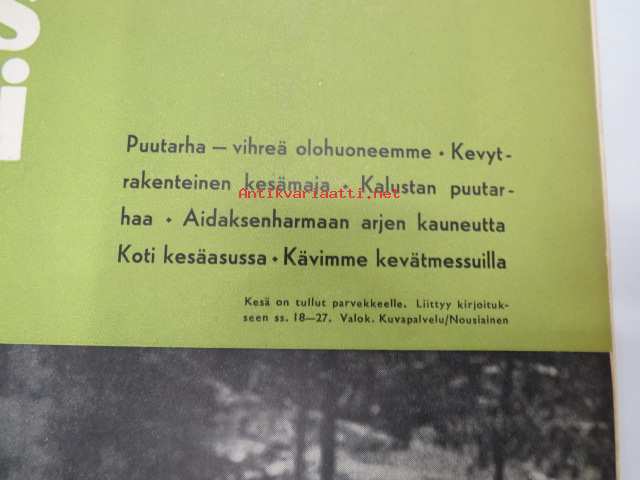 s
i
Puutarha — vihreä olohuoneemme • Kevyt-
rakenteinen kesämaja • Kalustan puutar-
Antikvariaatti.net
haa • Aidaksenharmaan arjen kauneutta
Koti kesäasussa • Kävimme kevätmessuilla
Kesä on tullut parvekkeelle. Liittyy kirjoituk-
seen ss. 18—27. Valok. Kuvapalvelu/Nousiainen